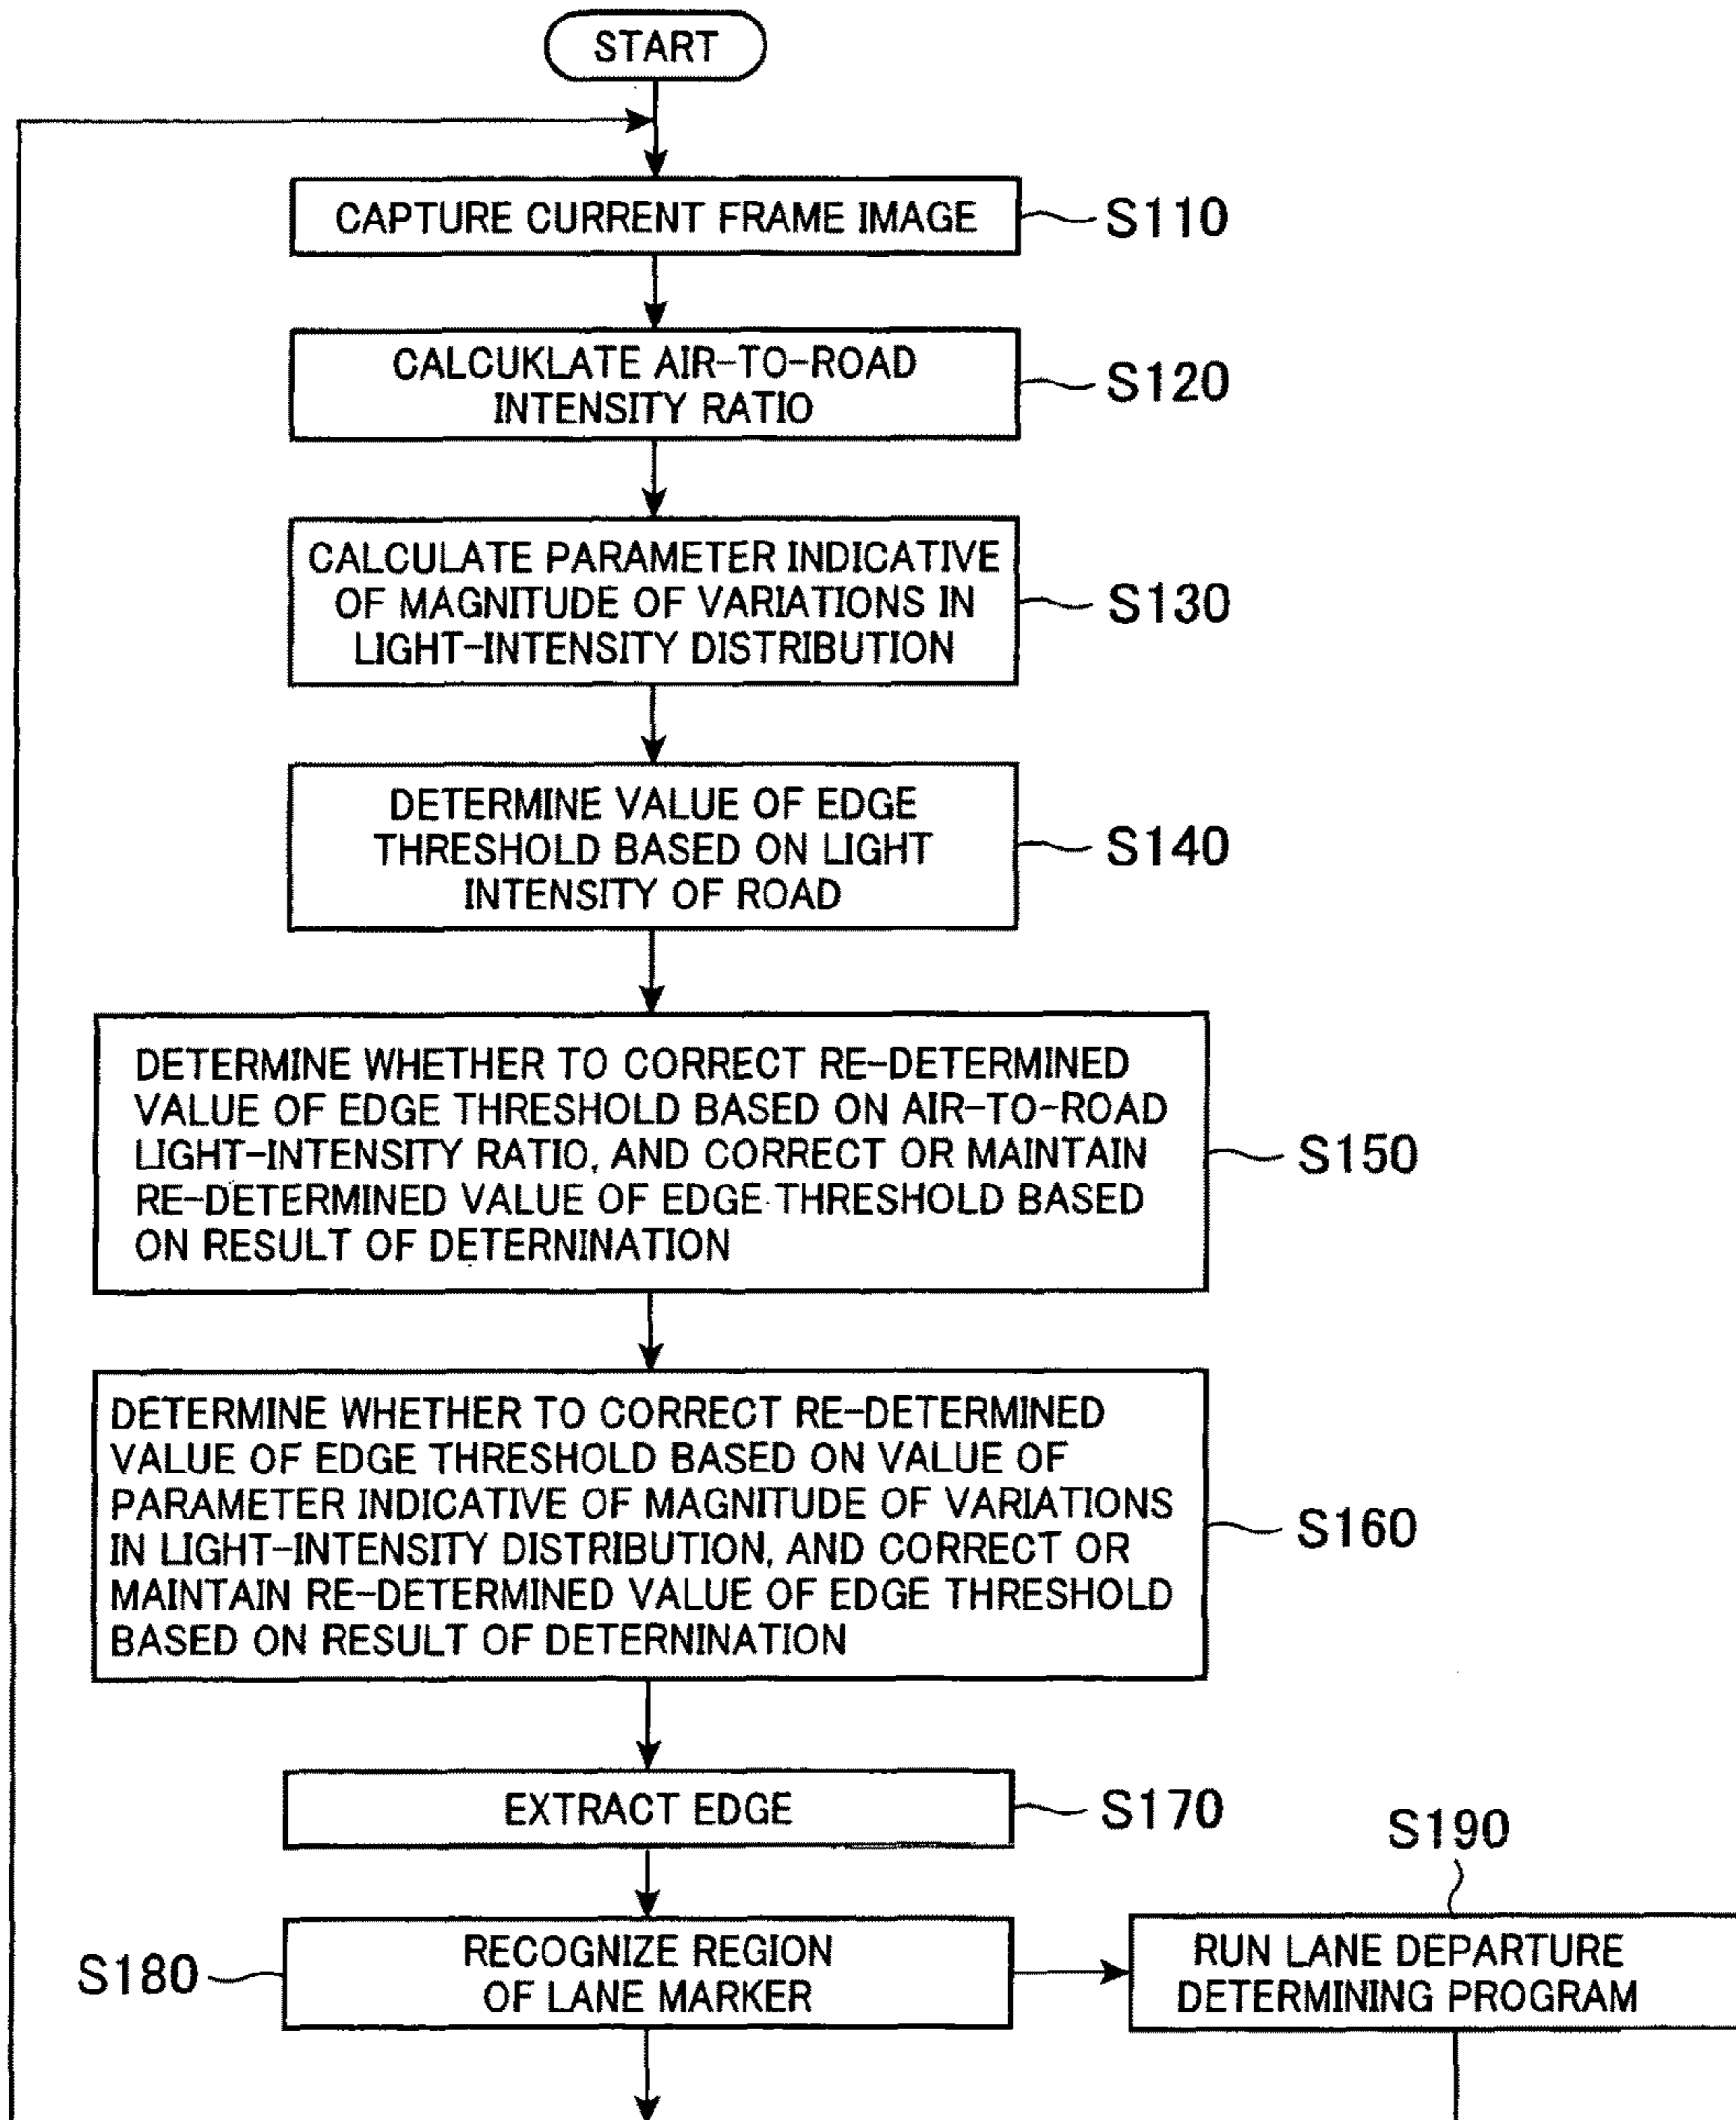 START
CAPTURE CURRENT FRAME IMAGE
S110
CALCUKLATE AIR-TO-ROAD
INTENSITY RATIO
S120
CALCULATE PARAMETER INDICATIVE
OF MAGNITUDE OF VARIATIONS IN
LIGHT-INTENSITY DISTRIBUTION
S130
DETERMINE VALUE OF EDGE
THRESHOLD BASED ON LIGHT
INTENSITY OF ROAD
S140
DETERMINE WHETHER TO CORRECT RE-DETERMINED
VALUE OF EDGE THRESHOLD BASED ON AIR-TO-ROAD
LIGHT-INTENSITY RATIO, AND CORRECT OR MAINTAIN
RE-DETERMINED VALUE OF EDGE THRESHOLD BASED
ON RESULT OF DETERNINATION
S150
DETERMINE WHETHER TO CORRECT RE-DETERMINED
VALUE OF EDGE THRESHOLD BASED ON VALUE OF
PARAMETER INDICATIVE OF MAGNITUDE OF VARIATIONS
IN LIGHT-INTENSITY DISTRIBUTION, AND CORRECT OR
MAINTAIN RE-DETERMINED VALUE OF EDGE THRESHOLD
BASED ON RESULT OF DETERNINATION
S160
EXTRACT EDGE
S170
S180
RECOGNIZE REGION
OF LANE MARKER
S190
RUN LANE DEPARTURE
DETERMINING PROGRAM